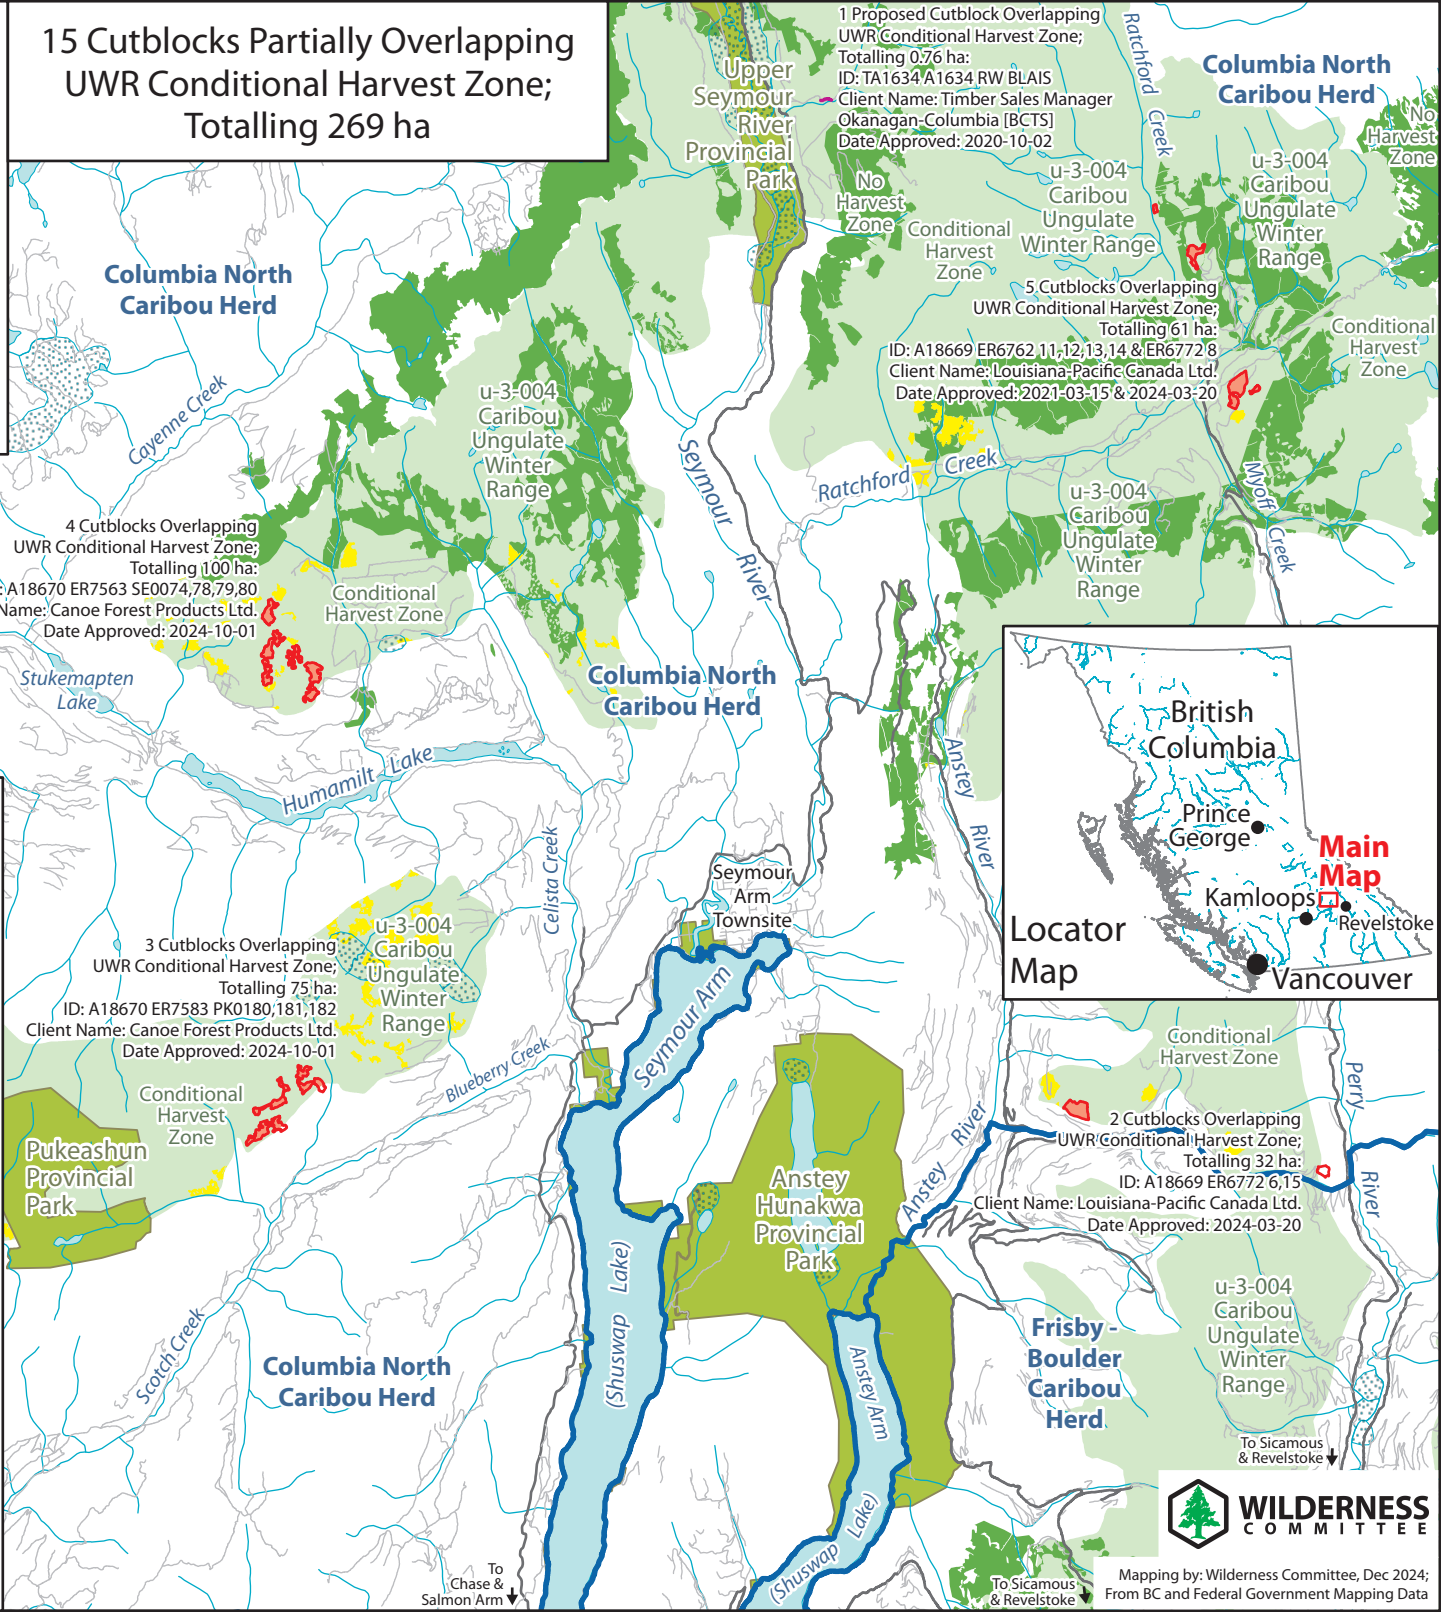 15 Cutblocks Partially Overlapping
UWR Conditional Harvest Zone;
Totalling 269 ha
1 Proposed Cutblock Overlapping
UWR Conditional Harvest Zone;
Totalling 0.76 ha:
ID: TA1634 A1634 RW BLAIS
Client Name: Timber Sales Manager
Okanagan-Columbia [BCTS]
Date Approved: 2020-10-02
Upper
Seymour
River
Provincial
Park
Ratchford Creek
Columbia North
Caribou Herd
No
Harvest
Zone
No
Harvest
Zone
Conditional
Harvest
Zone
u-3-004
Caribou
Ungulate
Winter Range
u-3-004
Caribou
Ungulate
Winter
Range
5 Cutblocks Overlapping
UWR Conditional Harvest Zone;
Totalling 61 ha:
ID: A18669 ER6762 11,12,13,14 & ER6772 8
Client Name: Louisiana-Pacific Canada Ltd.
Date Approved: 2021-03-15 & 2024-03-20
Conditional
Harvest
Zone
Columbia North
Caribou Herd
Cayenne Creek
u-3-004
Caribou
Ungulate
Winter
Range
Seymour River
Ratchford Creek
Myoff Creek
u-3-004
Caribou
Ungulate
Winter
Range
4 Cutblocks Overlapping
UWR Conditional Harvest Zone;
Totalling 100 ha:
: A18670 ER7563 SE0074,78,79,80
Name: Canoe Forest Products Ltd.
Date Approved: 2024-10-01
Conditional
Harvest Zone
Stukemapten
Lake
Columbia North
Caribou Herd
Humamilt Lake
Anstey River
British
Columbia
Prince
George
Main
Map
Kamloops
Revelstoke
Locator
Map
Vancouver
Celista Creek
Seymour
Arm
Townsite
u-3-004
Caribou
Ungulate
Winter
Range
3 Cutblocks Overlapping
UWR Conditional Harvest Zone;
Totalling 75 ha:
ID: A18670 ER7583 PK0180,181,182
Client Name: Canoe Forest Products Ltd.
Date Approved: 2024-10-01
Seymour Arm
Blueberry Creek
Conditional
Harvest
Zone
Pukeashun
Provincial
Park
Conditional
Harvest Zone
Perry River
2 Cutblocks Overlapping
UWR Conditional Harvest Zone;
Totalling 32 ha:
ID: A18669 ER6772 6,15
Client Name: Louisiana-Pacific Canada Ltd.
Date Approved: 2024-03-20
Anstey River
Anstey
Hunakwa
Provincial
Park
(Shuswap Lake)
Scotch Creek
Columbia North
Caribou Herd
Anstey Arm
(Shuswap Lake)
Frisby -
Boulder
Caribou
Herd
u-3-004
Caribou
Ungulate
Winter
Range
To Sicamous
& Revelstoke
To
Chase &
Salmon Arm
To Sicamous
& Revelstoke
WILDERNESS
COMMITTEE
Mapping by: Wilderness Committee, Dec 2024;
From BC and Federal Government Mapping Data